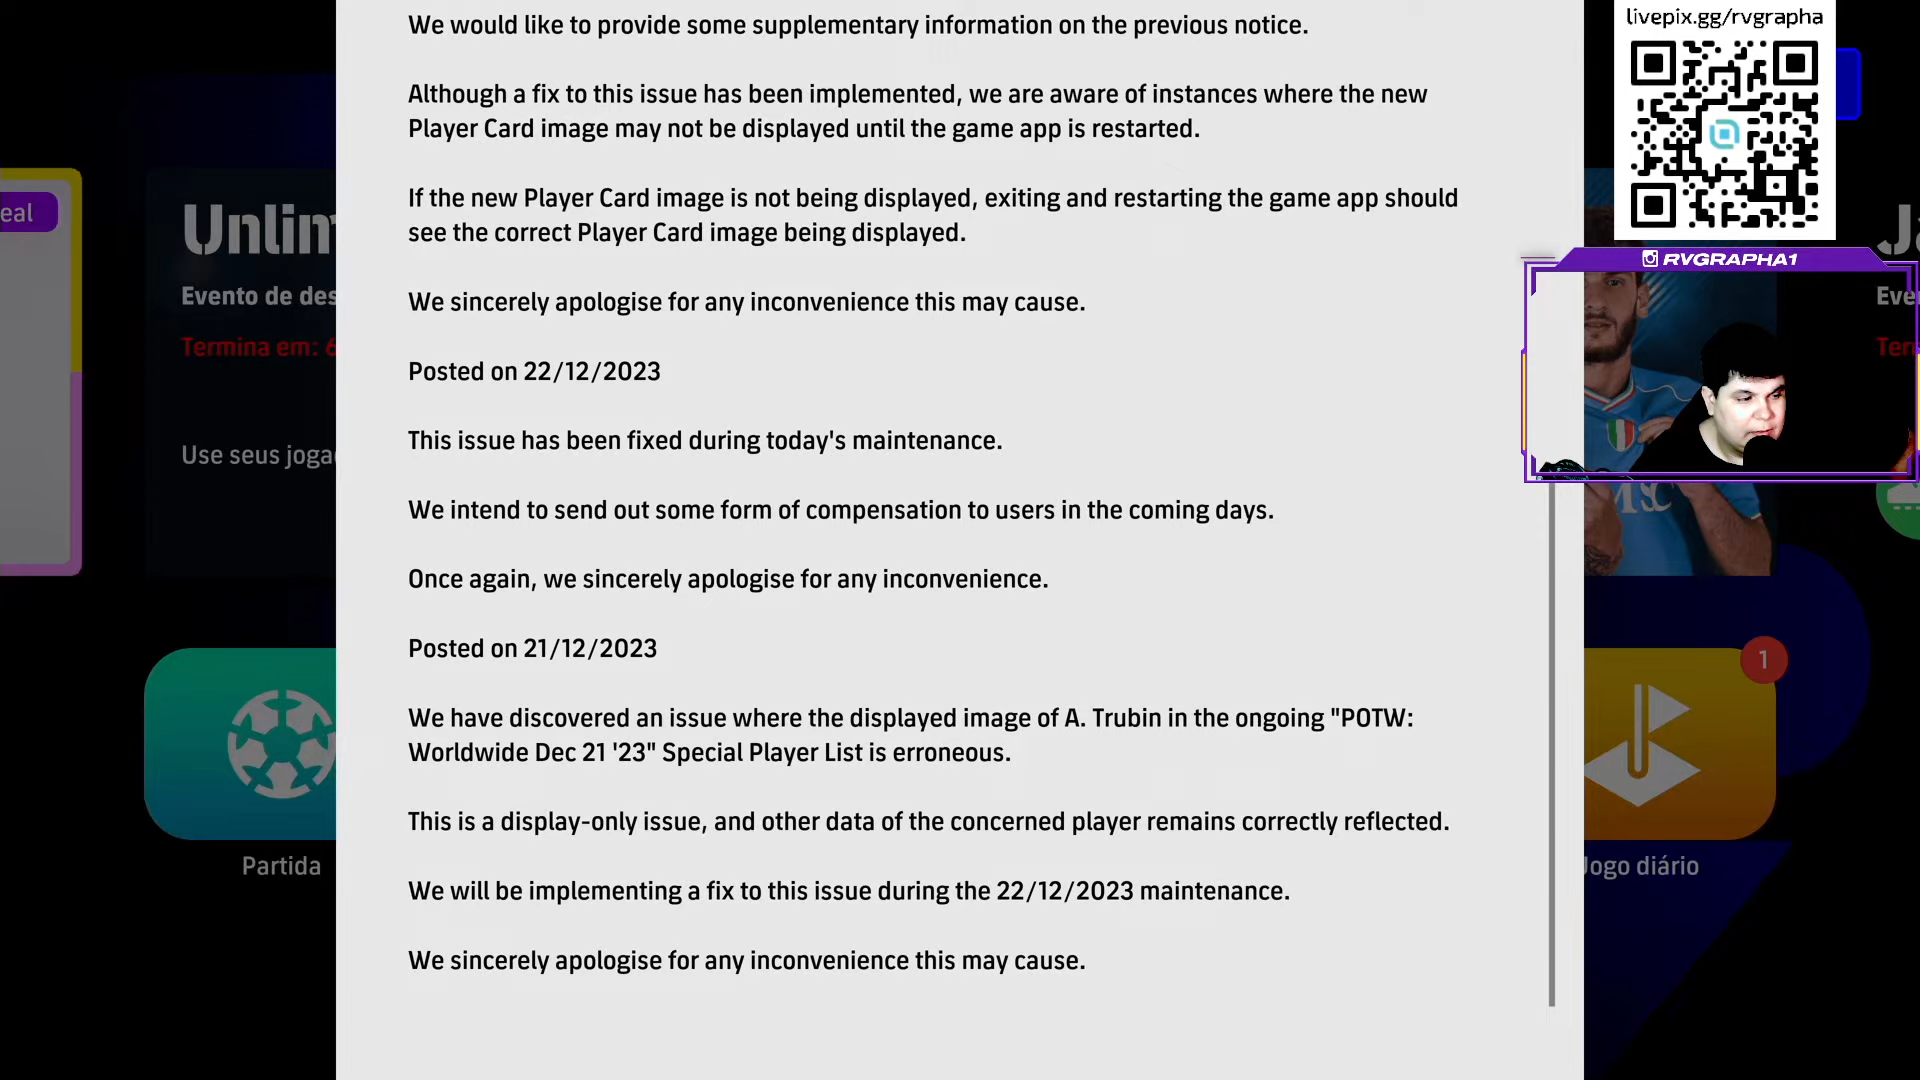 We would like to provide some supplementary information on the previous notice.
Although a fix to this issue has been implemented, we are aware of instances where the new
Player Card image may not be displayed until the game app is restarted.
If the new Player Card image is not being displayed, exiting and restarting the game app should
see the correct Player Card image being displayed.
We sincerely apologise for any inconvenience this may cause.
Posted on 22/12/2023
This issue has been fixed during today's maintenance.
We intend to send out some form of compensation to users in the coming days.
Once again, we sincerely apologise for any inconvenience.
Posted on 21/12/2023
We have discovered an issue where the displayed image of A. Trubin in the ongoing "POTW:
Worldwide Dec 21 '23" Special Player List is erroneous.
This is a display-only issue, and other data of the concerned player remains correctly reflected.
We will be implementing a fix to this issue during the 22/12/2023 maintenance.
We sincerely apologise for any inconvenience this may cause.
eal
Unlim
Evento de des
Termina em: 6
Use seus joga
Partida
livepix.gg/rvgrapha
RVGRAPHA1
Ja
Eve
Ter
MSC
1
Jogo diário